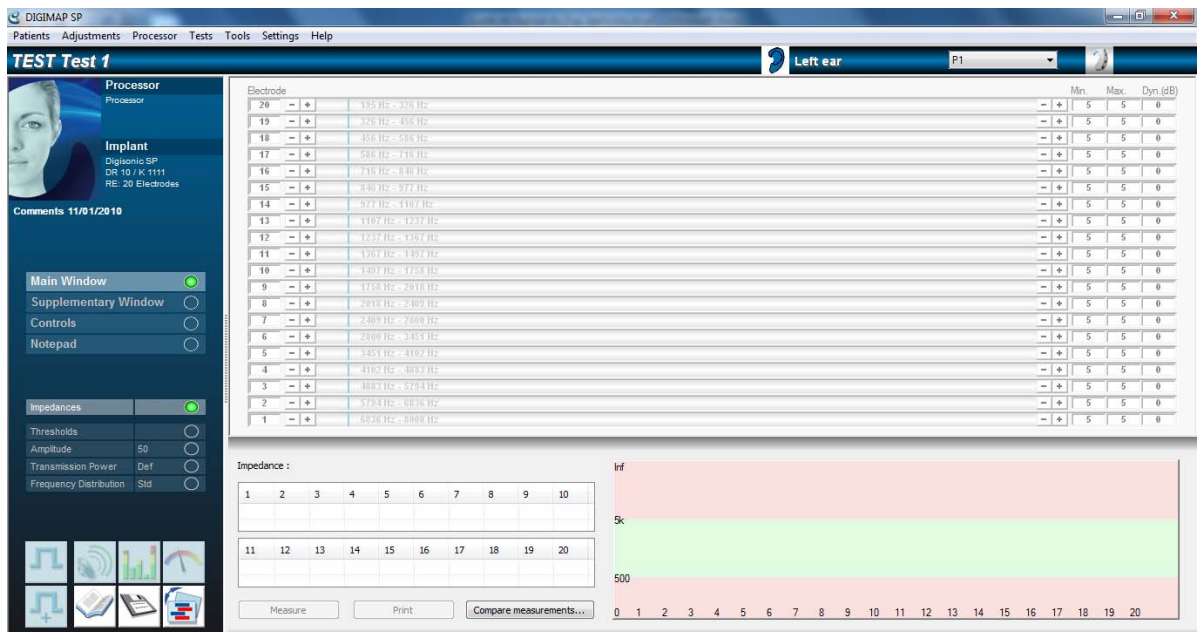 DIGIMAP SP
Patients Adjustments Processor Tests Tools Settings Help
TEST Test 1
Left ear
P1
Processor
Processor
Implant
Digisonic SP
DR 10 / K 1111
RE: 20 Electrodes
Comments 11/01/2010
Main Window
Supplementary Window
Controls
Notepad
Impedances
Thresholds
Amplitude 50
Transmission Power Def
Frequency Distribution Std
Electrode Min. Max. Dyn.(dB)
20 - + 195 Hz - 326 Hz - + 5 5 0
19 - + 326 Hz - 456 Hz - + 5 5 0
18 - + 456 Hz - 586 Hz - + 5 5 0
17 - + 586 Hz - 716 Hz - + 5 5 0
16 - + 716 Hz - 846 Hz - + 5 5 0
15 - + 846 Hz - 977 Hz - + 5 5 0
14 - + 977 Hz - 1107 Hz - + 5 5 0
13 - + 1107 Hz - 1237 Hz - + 5 5 0
12 - + 1237 Hz - 1367 Hz - + 5 5 0
11 - + 1367 Hz - 1497 Hz - + 5 5 0
10 - + 1497 Hz - 1758 Hz - + 5 5 0
9 - + 1758 Hz - 2018 Hz - + 5 5 0
8 - + 2018 Hz - 2409 Hz - + 5 5 0
7 - + 2409 Hz - 2800 Hz - + 5 5 0
6 - + 2800 Hz - 3451 Hz - + 5 5 0
5 - + 3451 Hz - 4102 Hz - + 5 5 0
4 - + 4102 Hz - 4883 Hz - + 5 5 0
3 - + 4883 Hz - 5794 Hz - + 5 5 0
2 - + 5794 Hz - 6836 Hz - + 5 5 0
1 - + 6836 Hz - 8008 Hz - + 5 5 0
Impedance :
1 2 3 4 5 6 7 8 9 10
11 12 13 14 15 16 17 18 19 20
Measure Print Compare measurements...
Inf
5k
500
0 1 2 3 4 5 6 7 8 9 10 11 12 13 14 15 16 17 18 19 20